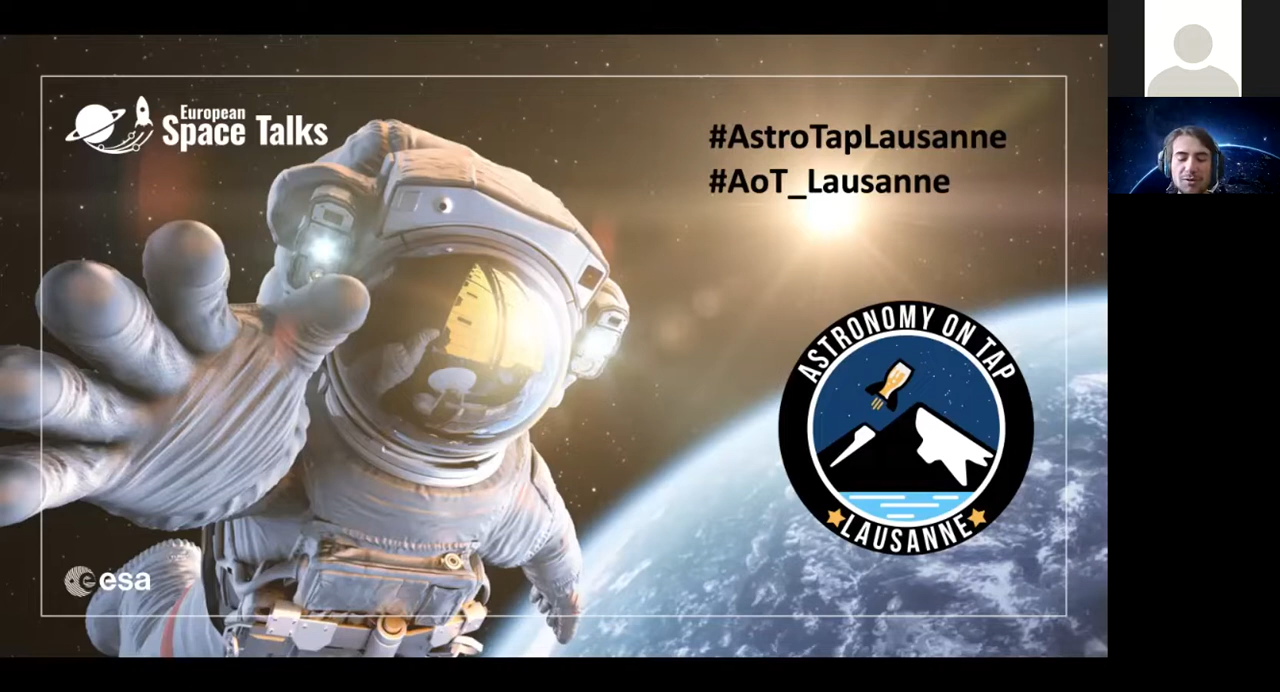 European
Space Talks
#AstroTapLausanne
#AoT_Lausanne
ASTRONOMY ON TAP
LAUSANNE
esa